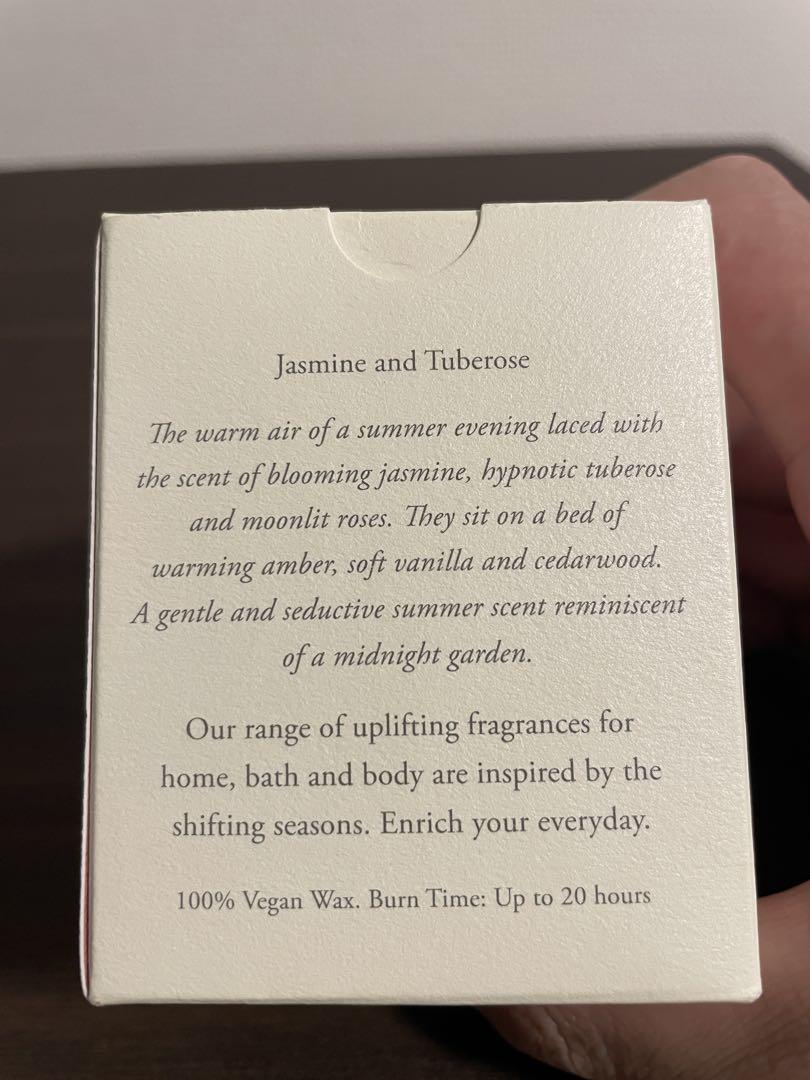 Jasmine and Tuberose
The warm air of a summer evening laced with
the scent of blooming jasmine, hypnotic tuberose
and moonlit roses. They sit on a bed of
warming amber, soft vanilla and cedarwood.
A gentle and seductive summer scent reminiscent
of a midnight garden.
Our range of uplifting fragrances for
home, bath and body are inspired by the
shifting seasons. Enrich your everyday.
100% Vegan Wax. Burn Time: Up to 20 hours